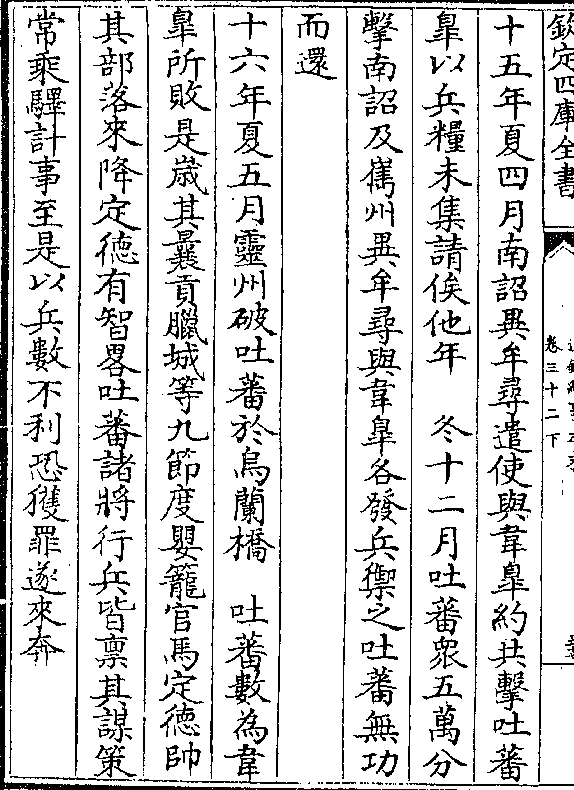 欽定四庫全書
卷三十二下
十五年夏四月南詔異牟尋遣使與韋臯約共擊吐蕃
臯以兵糧未集請俟他年　冬十二月吐蕃衆五萬分
擊南詔及巂州異牟尋與韋臯各發兵禦之吐蕃無功
而還
十六年夏五月靈州破吐蕃於烏蘭橋　吐蕃數為韋
臯所敗是歳其曩貢臘城等九節度嬰籠官馬定徳帥
其部落來降定徳有智畧吐蕃諸將行兵皆禀其謀策
常乘驛計事至是以兵數不利恐獲罪遂來奔